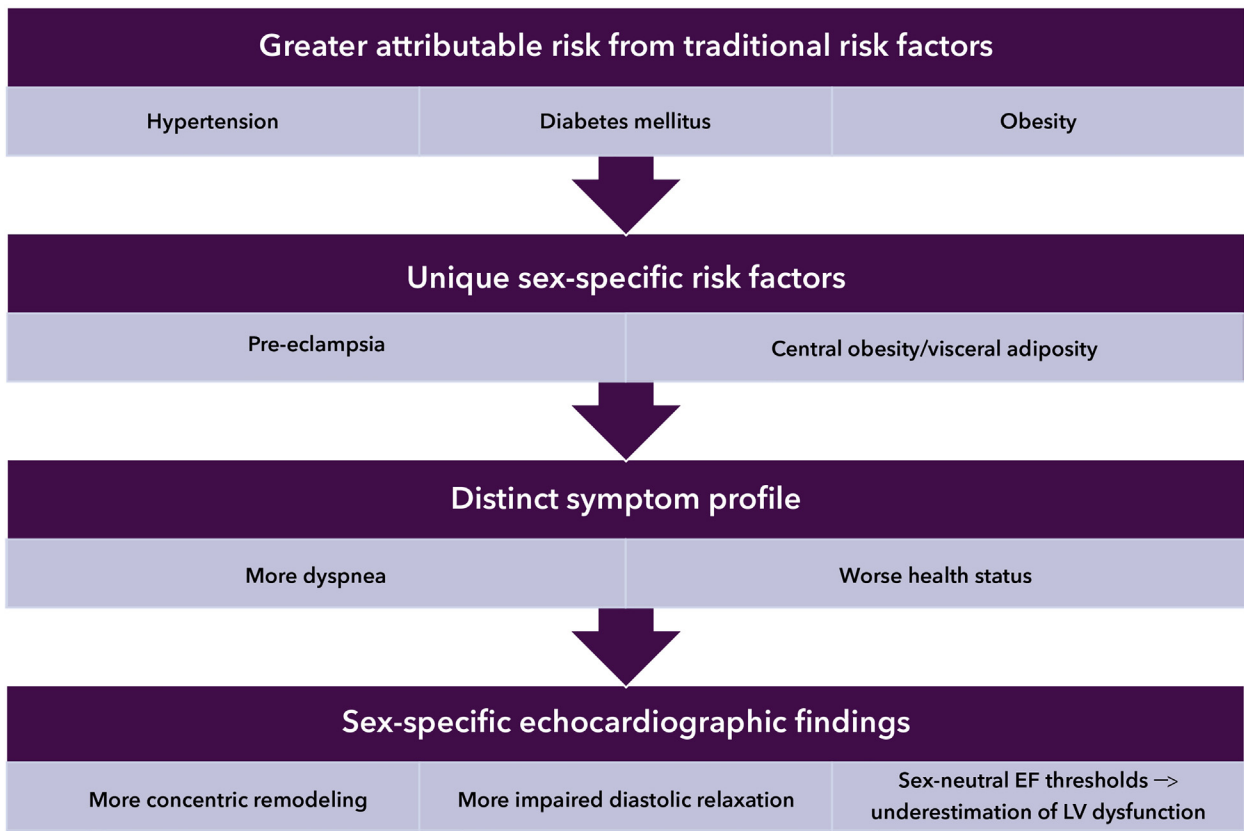 Greater attributable risk from traditional risk factors
Hypertension
Diabetes mellitus
Obesity
Unique sex-specific risk factors
Pre-eclampsia
Central obesity/visceral adiposity
Distinct symptom profile
More dyspnea
Worse health status
Sex-specific echocardiographic findings
More concentric remodeling
More impaired diastolic relaxation
Sex-neutral EF thresholds —>
underestimation of LV dysfunction